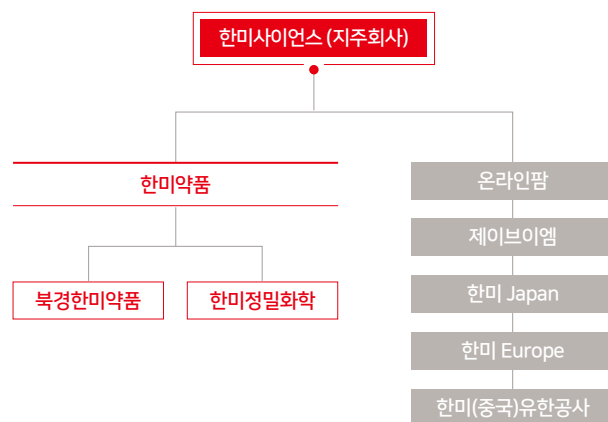 한미사이언스 (지주회사)
한미약품
북경한미약품
한미정밀화학
온라인팜
제이브이엠
한미 Japan
한미 Europe
한미(중국)유한공사